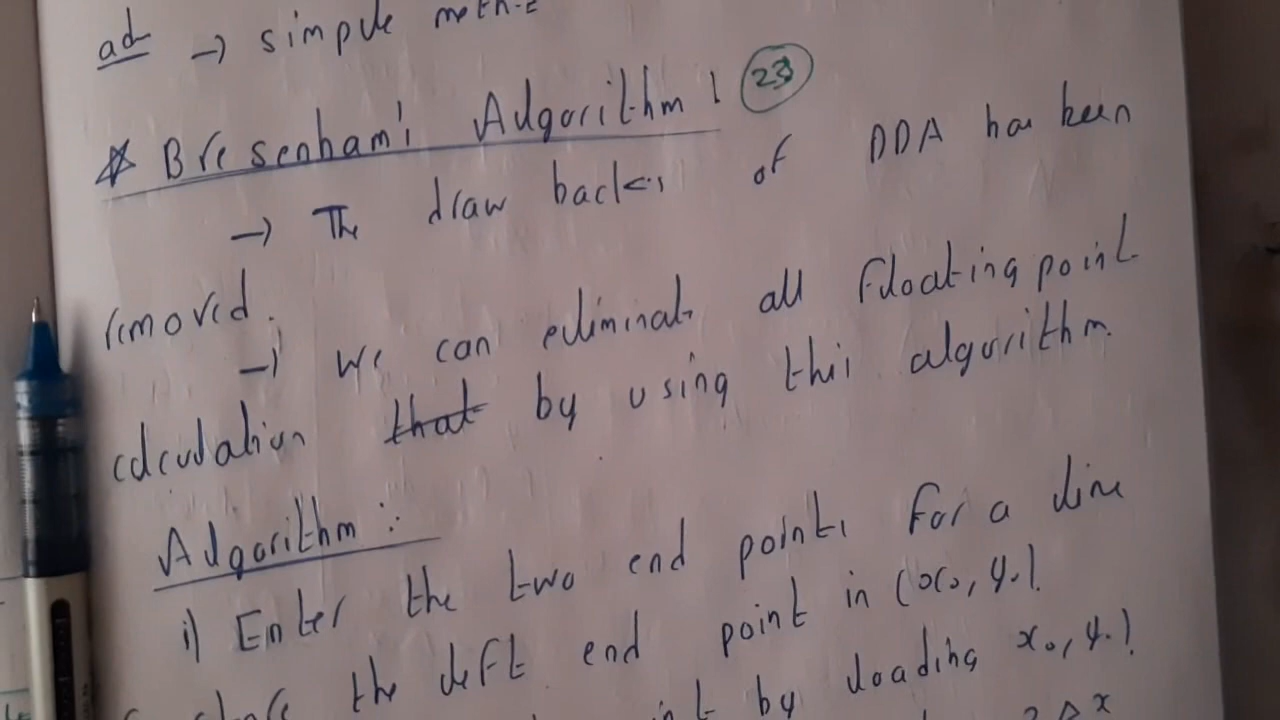 ad → simple
* Bresenham's Algorithm: 23
→ The draw backs of DDA has been
removed.
→ We can eliminate all floating point
calculation that by using this algorithm.
Algorithm:
i) Enter the two end points for a line
store the left end point in (x₀, y₀).
by loading x₀, y₀)
2Δx